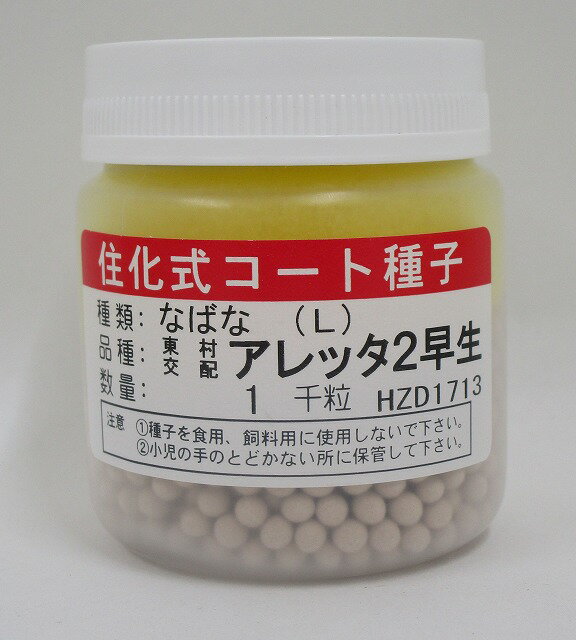 住化式コート種子
種類: なばな (L)
品種: 東村交配 アレッタ2早生
数量: 1 千粒 HZD1713
注意 ①種子を食用、飼料用に使用しないで下さい。
②小児の手のとどかない所に保管して下さい。